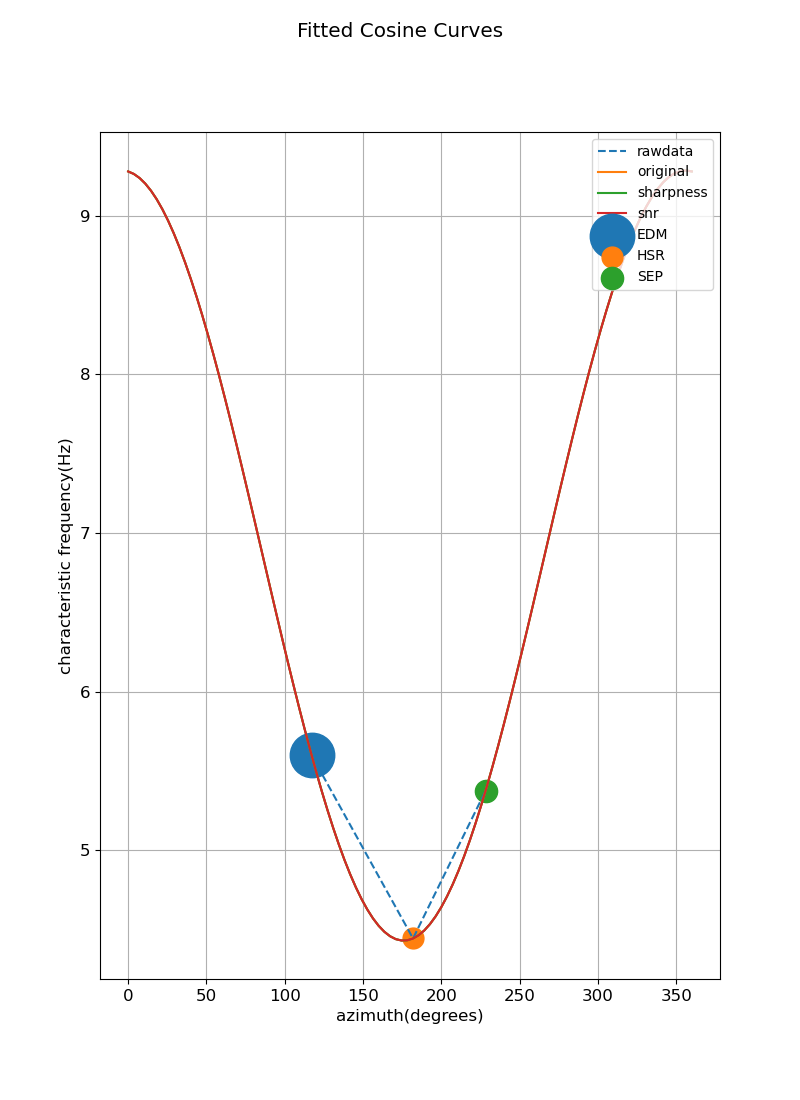 Fitted Cosine Curves
rawdata
original
sharpness
snr
EDM
HSR
SEP
9
8
7
6
5
characteristic frequency(Hz)
0 50 100 150 200 250 300 350
azimuth(degrees)